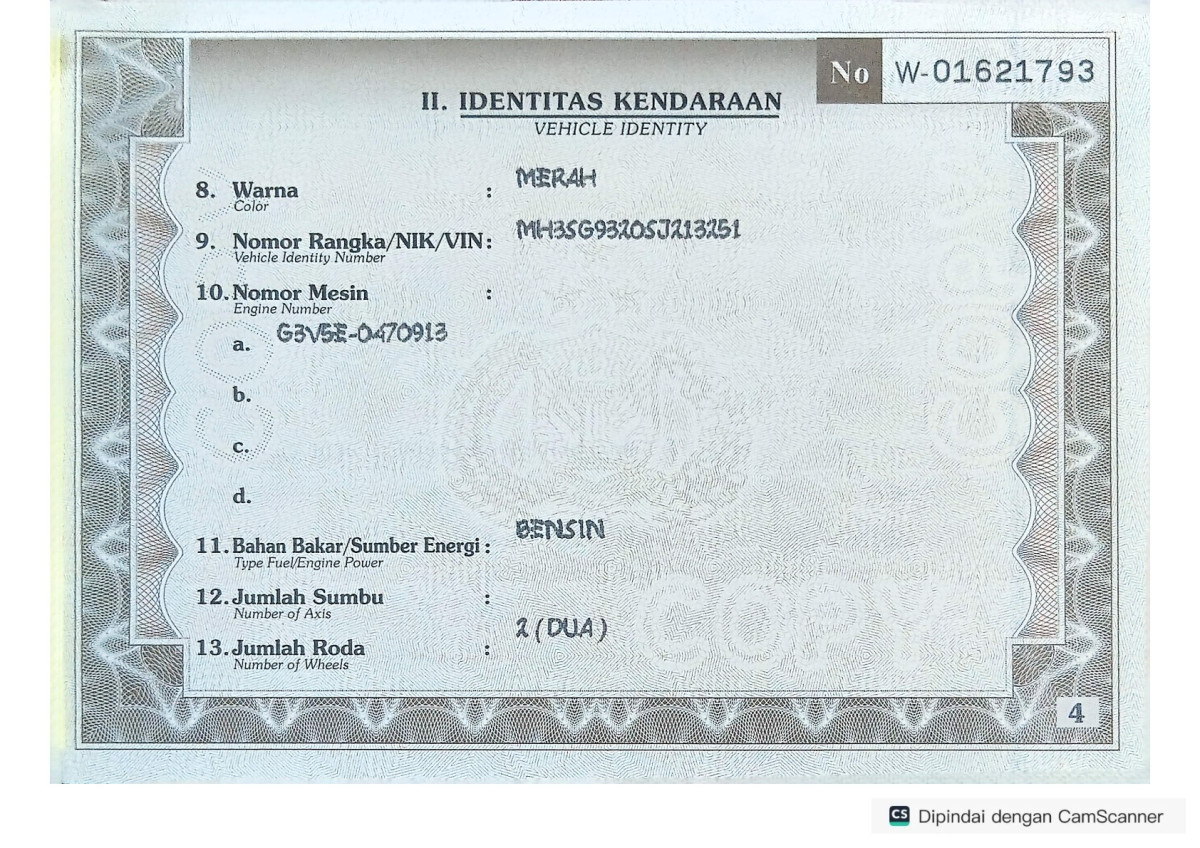 No W-01621793
II. IDENTITAS KENDARAAN
VEHICLE IDENTITY
8. Warna : MERAH
Color
9. Nomor Rangka/NIK/VIN: MH3SG9320SJ213251
Vehicle Identity Number
10. Nomor Mesin :
Engine Number
a. G3V5E-0470913
b.
c.
d.
11. Bahan Bakar/Sumber Energi : BENSIN
Type Fuel/Engine Power
12. Jumlah Sumbu :
Number of Axis
13. Jumlah Roda : 2 (DUA)
Number of Wheels
COPY
COPY
4
CS Dipindai dengan CamScanner